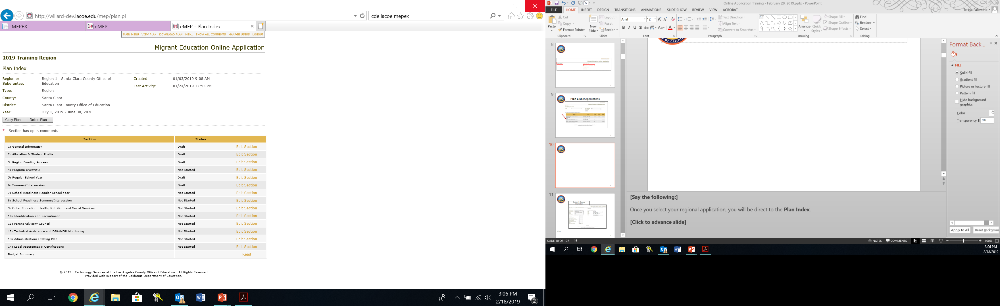 http://willard-dev.lacoe.edu/mep/plan.pl
cde lacoe mepex
-MEPEX
eMEP
eMEP - Plan Index
MAIN MENU VIEW PLAN DOWNLOAD PLAN ME-1 SHOW ALL COMMENTS MANAGE USERS LOGOUT
Migrant Education Online Application
2019 Training Region
Plan Index
Region or Subgrantee: Region 1 - Santa Clara County Office of Education Created: 01/03/2019 9:08 AM
Last Activity: 01/24/2019 12:53 PM
Type: Region
County: Santa Clara
District: Santa Clara County Office of Education
Year: July 1, 2019 - June 30, 2020
Copy Plan ... Delete Plan ...
* - Section has open comments
Section Status
1: General Information Draft Edit Section
2: Allocation & Student Profile Draft Edit Section
3: Region Funding Process Draft Edit Section
4: Program Overview Not Started Edit Section
5: Regular School Year Draft Edit Section
6: Summer/Intersession Draft Edit Section
7: School Readiness Regular School Year Not Started Edit Section
8: School Readiness Summer/Intersession Not Started Edit Section
9: Other Education, Health, Nutrition, and Social Services Not Started Edit Section
10: Identification and Recruitment Not Started Edit Section
11: Parent Advisory Council Not Started Edit Section
12: Technical Assistance and DSA/MOU Monitoring Not Started Edit Section
13: Administration: Staffing Plan Not Started Edit Section
14: Legal Assurances & Certifications Not Started Edit Section
Budget Summary Read
© 2019 - Technology Services at the Los Angeles County Office of Education - All Rights Reserved
Provided with support of the California Department of Education.
3:06 PM
2/18/2019
2
Online Application Training - February 28, 2019.pptx - PowerPoint
FILE HOME INSERT DESIGN TRANSITIONS ANIMATIONS SLIDE SHOW REVIEW VIEW ACROBAT
Teresa Palomino
Paste
Cut
Copy
Format Painter
Clipboard
New Slide
Layout
Reset
Section
Slides
Arial 12
B I U S abc AV Aa A
Font
Text Direction
Align Text
Convert to SmartArt
Paragraph
Arrange
Quick Styles
Shape Fill
Shape Outline
Shape Effects
Drawing
Find
Replace
Select
Editing
8
Migrant Education Online Application
9
Plan List of Applications
Migrant Education Online Application
10
11
Section 1: General Information
OF CALIFOR
[Say the following:]
Once you select your regional application, you will be direct to the Plan Index.
[Click to advance slide]
Format Back...
FILL
Solid fill
Gradient fill
Picture or texture fill
Pattern fill
Hide background graphics
Color
Transparency 0%
Apply to All Reset Backgrou
SLIDE 10 OF 127
NOTES COMMENTS 100%
3:06 PM
2/18/2019